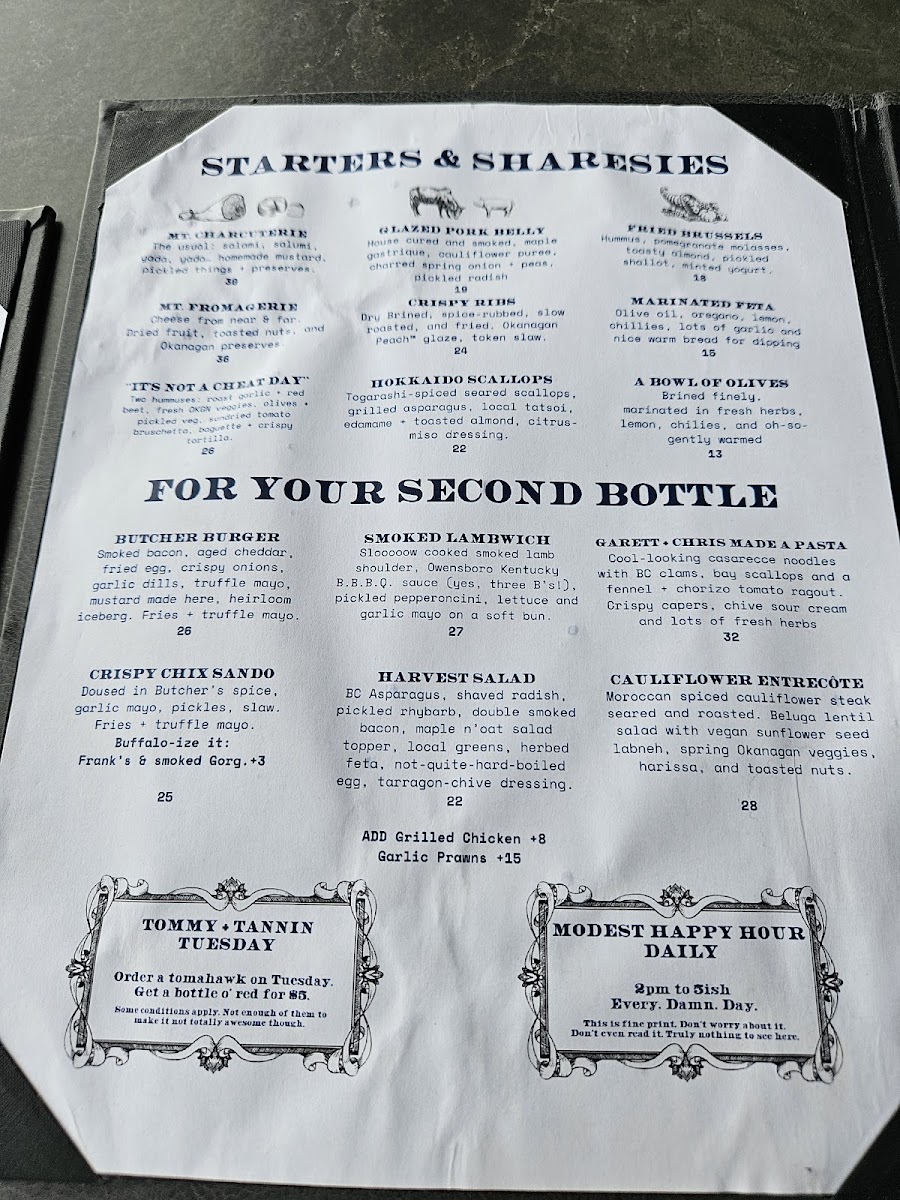 STARTERS & SHARESIES
MT. CHARCUTERIE
The usual: salami, salumi,
yada, yada. homemade mustard,
pickled things + preserves.
36
GLAZED PORK BELLY
House cured and smoked, maple
gastrique, cauliflower puree,
charred spring onion + peas,
pickled radish
19
FRIED BRUSSELS
Hummus, pomegranate molasses,
toasty almond, pickled
shallot, minted yogurt.
18
MT. FROMAGERIE
Cheese from near & far.
Dried fruit, toasted nuts, and
Okanagan preserves.
36
CRISPY RIBS
Dry Brined, spice-rubbed, slow
roasted, and fried. Okanagan
Peach™ glaze, token slaw.
24
MARINATED FETA
Olive oil, oregano, lemon,
chillies, lots of garlic and
nice warm bread for dipping
15
"IT'S NOT A CHEAT DAY"
Two hummuses: roast garlic + red
beet, fresh OKGN veggies, olives +
pickled veg, sundried tomato
bruschetta, baguette + crispy
tortilla.
26
HOKKAIDO SCALLOPS
Togarashi-spiced seared scallops,
grilled asparagus, local tatsoi,
edamame + toasted almond, citrus-
miso dressing.
22
A BOWL OF OLIVES
Brined finely.
marinated in fresh herbs,
lemon, chilies, and oh-so-
gently warmed
13
FOR YOUR SECOND BOTTLE
BUTCHER BURGER
Smoked bacon, aged cheddar,
fried egg, crispy onions,
garlic dills, truffle mayo,
mustard made here, heirloom
iceberg. Fries + truffle mayo.
26
SMOKED LAMBWICH
Slooooow cooked smoked lamb
shoulder, Owensboro Kentucky
B.B.B.Q. sauce (yes, three B's!),
pickled pepperoncini, lettuce and
garlic mayo on a soft bun.
27
GARETT + CHRIS MADE A PASTA
Cool-looking casarecce noodles
with BC clams, bay scallops and a
fennel + chorizo tomato ragout.
Crispy capers, chive sour cream
and lots of fresh herbs
32
CRISPY CHIX SANDO
Doused in Butcher's spice,
garlic mayo, pickles, slaw.
Fries + truffle mayo.
Buffalo-ize it:
Frank's & smoked Gorg.+3
25
HARVEST SALAD
BC Asparagus, shaved radish,
pickled rhybarb, double smoked
bacon, maple n'oat salad
topper, local greens, herbed
feta, not-quite-hard-boiled
egg, tarragon-chive dressing.
22
CAULIFLOWER ENTRECÔTE
Moroccan spiced cauliflower steak
seared and roasted. Beluga lentil
salad with vegan sunflower seed
labneh, spring Okanagan veggies,
harissa, and toasted nuts.
28
ADD Grilled Chicken +8
Garlic Prawns +15
TOMMY + TANNIN
TUESDAY
Order a tomahawk on Tuesday.
Get a bottle o' red for $5.
Some conditions apply. Not enough of them to
make it not totally awesome though.
MODEST HAPPY HOUR
DAILY
2pm to 5ish
Every. Damn. Day.
This is fine print. Don't worry about it.
Don't even read it. Truly nothing to see here.